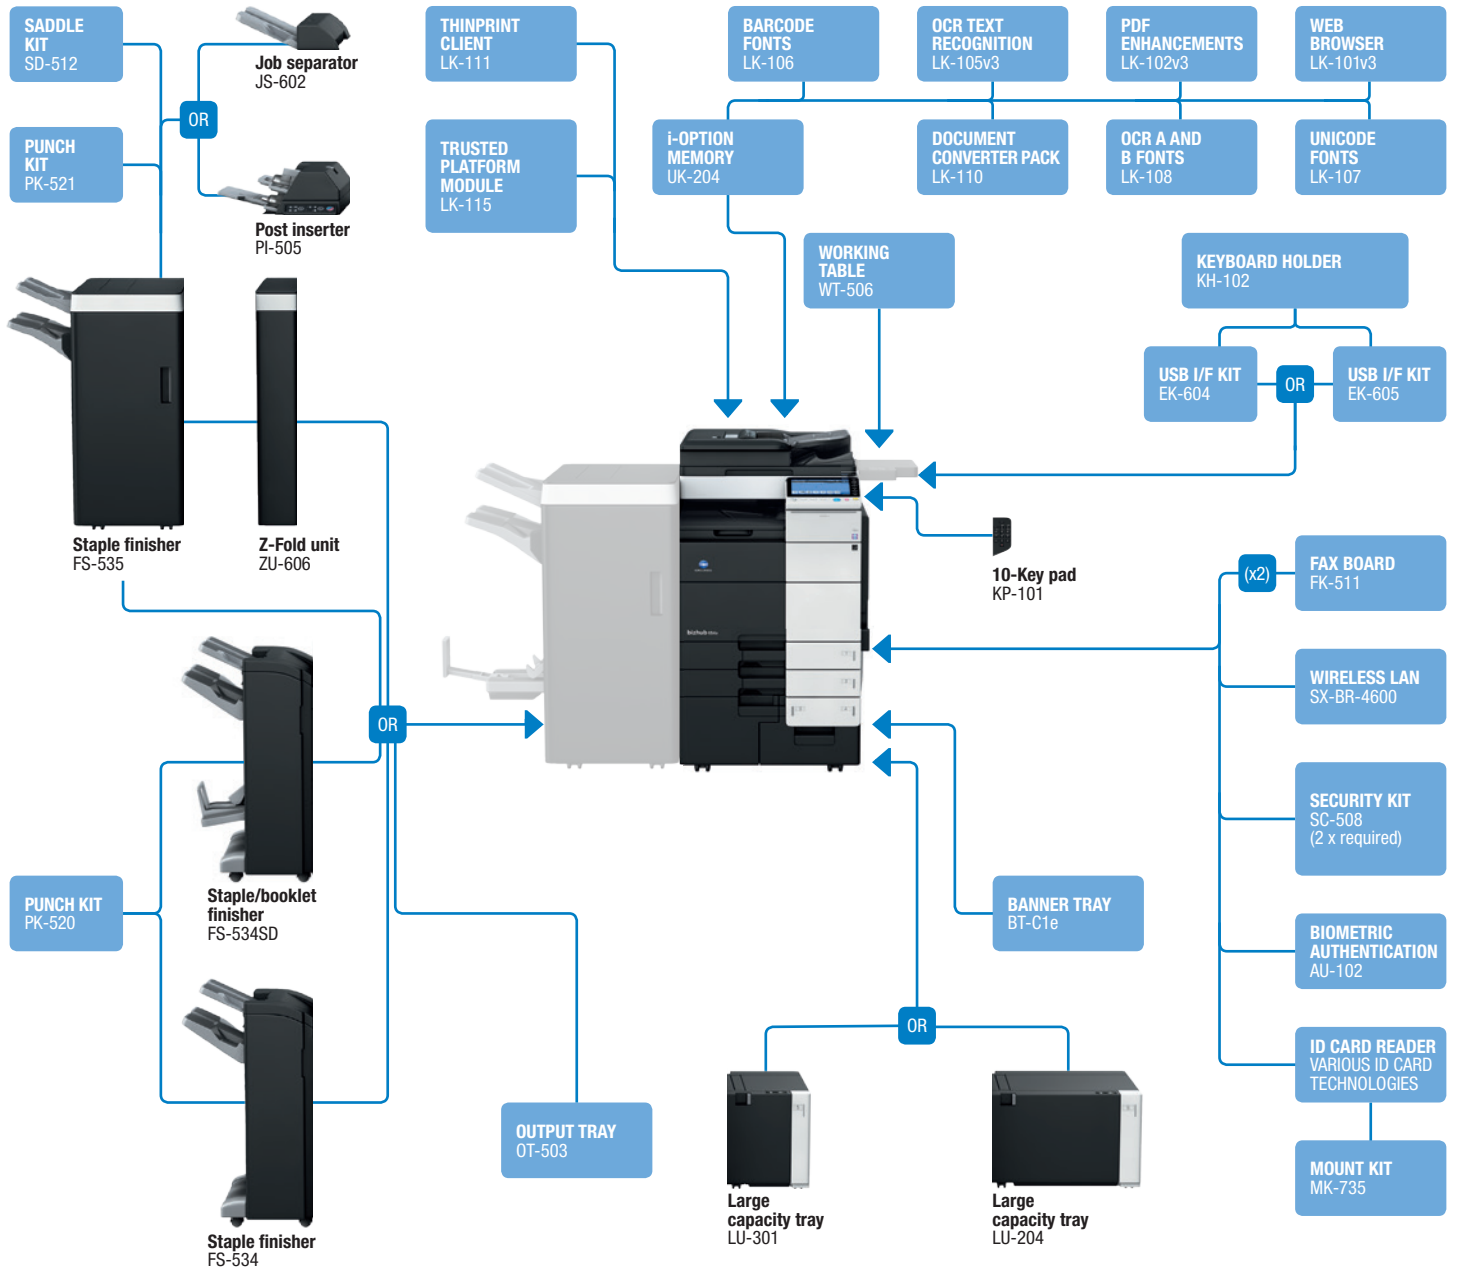 SADDLE
KIT
SD-512
Job separator
JS-602
OR
PUNCH
KIT
PK-521
Post inserter
PI-505
THINPRINT
CLIENT
LK-111
TRUSTED
PLATFORM
MODULE
LK-115
BARCODE
FONTS
LK-106
OCR TEXT
RECOGNITION
LK-105v3
PDF
ENHANCEMENTS
LK-102v3
WEB
BROWSER
LK-101v3
i-OPTION
MEMORY
UK-204
DOCUMENT
CONVERTER PACK
LK-110
OCR A AND
B FONTS
LK-108
UNICODE
FONTS
LK-107
WORKING
TABLE
WT-506
KEYBOARD HOLDER
KH-102
USB I/F KIT
EK-604
OR
USB I/F KIT
EK-605
Staple finisher
FS-535
Z-Fold unit
ZU-606
10-Key pad
KP-101
(x2)
FAX BOARD
FK-511
bizhub
WIRELESS LAN
SX-BR-4600
OR
SECURITY KIT
SC-508
(2 x required)
Staple/booklet
finisher
FS-534SD
PUNCH KIT
PK-520
BANNER TRAY
BT-C1e
BIOMETRIC
AUTHENTICATION
AU-102
OR
ID CARD READER
VARIOUS ID CARD
TECHNOLOGIES
OUTPUT TRAY
OT-503
MOUNT KIT
MK-735
Large
capacity tray
LU-301
Large
capacity tray
LU-204
Staple finisher
FS-534